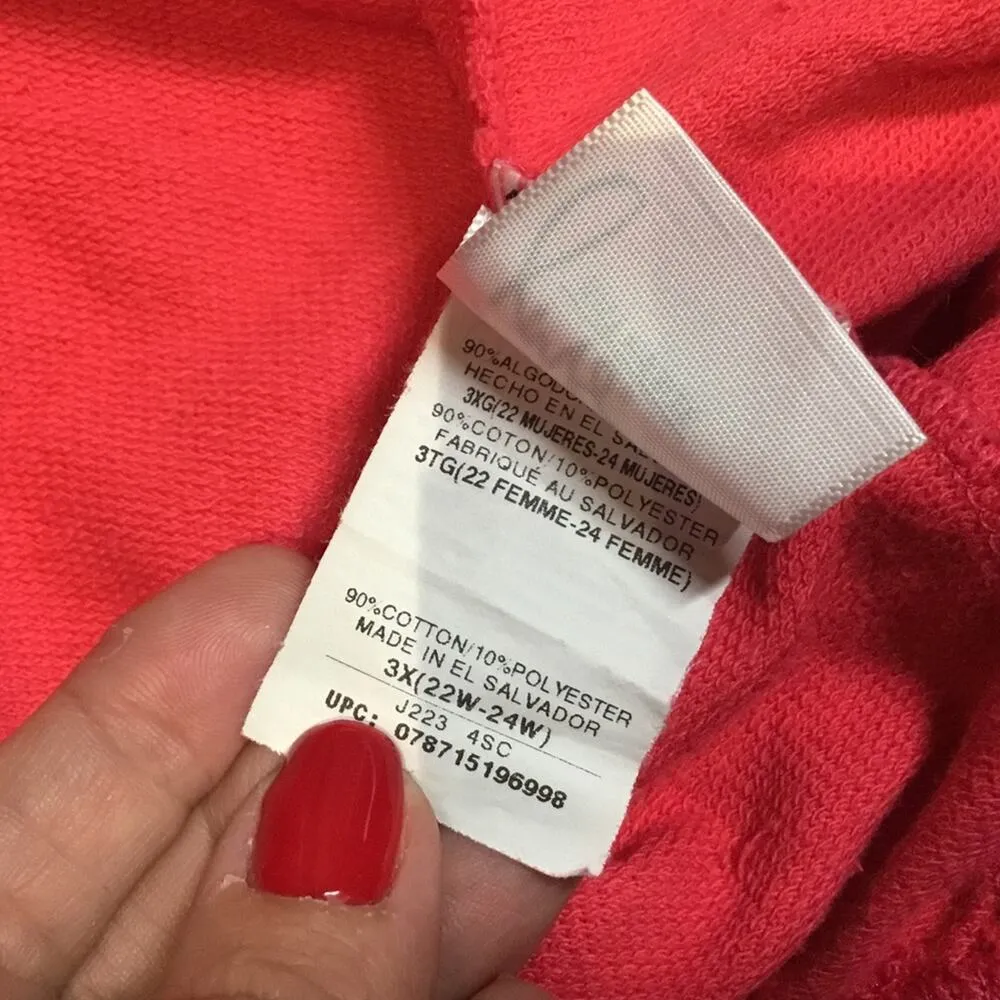 90%ALGODO
HECHO EN EL SA
3XG(22 MUJERES-24 MUJERES)
90%COTON/10%POLYESTER
FABRIQUÉ AU SALVADOR
3TG(22 FEMME-24 FEMME)
90%COTTON/10%POLYESTER
MADE IN EL SALVADOR
3X(22W-24W)
J223 4SC
UPC: 078715196998